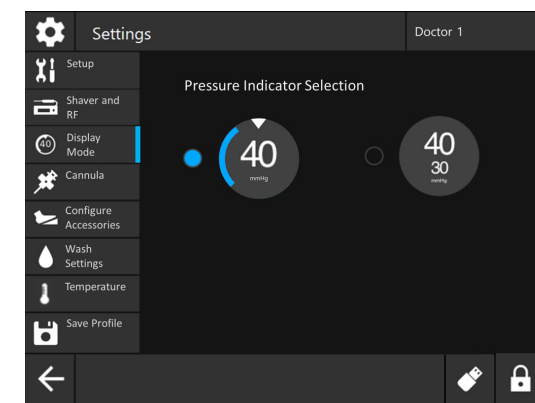 Settings
Doctor 1
Setup
Shaver and
RF
40
Display
Mode
Cannula
Configure
Accessories
Wash
Settings
Temperature
Save Profile
Pressure Indicator Selection
40
mmHg
40
30
mmHg